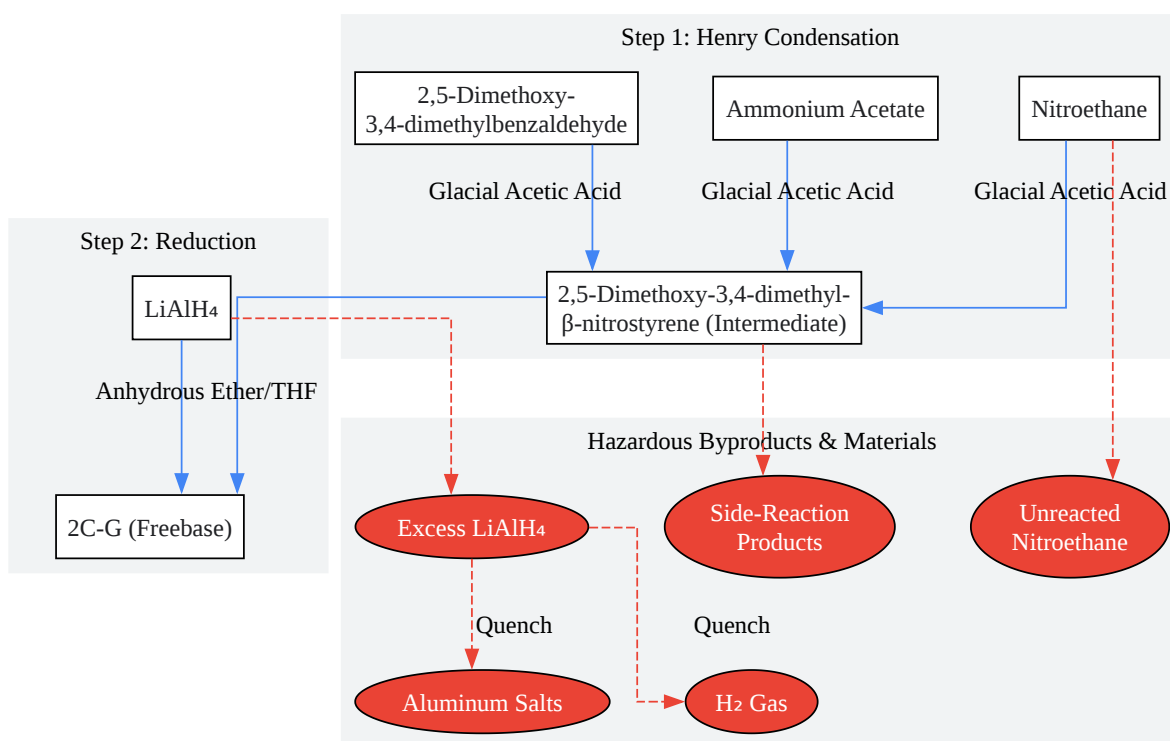 Step 1: Henry Condensation
2,5-Dimethoxy-
3,4-dimethylbenzaldehyde
Ammonium Acetate
Nitroethane
Glacial Acetic Acid
Glacial Acetic Acid
Glacial Acetic Acid
Step 2: Reduction
LiAlH₄
2,5-Dimethoxy-3,4-dimethyl-
β-nitrostyrene (Intermediate)
Anhydrous Ether/THF
2C-G (Freebase)
Hazardous Byproducts & Materials
Excess LiAlH₄
Side-Reaction
Products
Unreacted
Nitroethane
Quench
Quench
Aluminum Salts
H₂ Gas